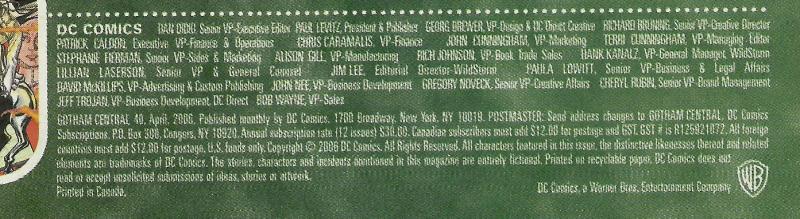 DC COMICS DAN DIDIO, Senior VP-Executive Editor PAUL LEVITZ, President & Publisher GEORG BREWER, VP-Design & DC Direct Creative RICHARD BRUNING, Senior VP-Creative Director
PATRICK CALDON, Executive VP-Finance & Operations CHRIS CARAMALIS, VP-Finance JOHN CUNNINGHAM, VP-Marketing TERRI CUNNINGHAM, VP-Managing Editor
STEPHANIE FIERMAN, Senior VP-Sales & Marketing ALISON GILL, VP-Manufacturing RICH JOHNSON, VP-Book Trade Sales HANK KANALZ, VP-General Manager, WildStorm
LILLIAN LASERSON, Senior VP & General Counsel JIM LEE, Editorial Director-WildStorm PAULA LOWITT, Senior VP-Business & Legal Affairs
DAVID McKILLIPS, VP-Advertising & Custom Publishing JOHN NEE, VP-Business Development GREGORY NOVECK, Senior VP-Creative Affairs CHERYL RUBIN, Senior VP-Brand Management
JEFF TROJAN, VP-Business Development, DC Direct BOB WAYNE, VP-Sales
GOTHAM CENTRAL 40, April, 2006. Published monthly by DC Comics, 1700 Broadway, New York, NY 10019. POSTMASTER: Send address changes to GOTHAM CENTRAL, DC Comics
Subscriptions, P.O. Box 308, Congers, NY 10920. Annual subscription rate (12 issues) $30.00. Canadian subscribers must add $12.00 for postage and GST. GST # is R125921072. All foreign
countries must add $12.00 for postage. U.S. funds only. Copyright © 2006 DC Comics. All Rights Reserved. All characters featured in this issue, the distinctive likenesses thereof and related
elements are trademarks of DC Comics. The stories, characters and incidents mentioned in this magazine are entirely fictional. Printed on recyclable paper. DC Comics does not
read or accept unsolicited submissions of ideas, stories or artwork.
Printed in Canada.
DC Comics, a Warner Bros. Entertainment Company
WB